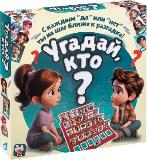 С каждым "да" или "нет"
ты на шаг ближе к разгадке!
Угадай,
кто
?